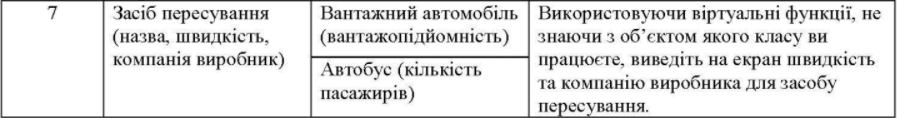 7
Засіб пересування
(назва, швидкість,
компанія виробник)
Вантажний автомобіль
(вантажопідйомність)
Автобус (кількість
пасажирів)
Використовуючи віртуальні функції, не
знаючи з об’єктом якого класу ви
працюєте, виведіть на екран швидкість
та компанію виробника для засобу
пересування.